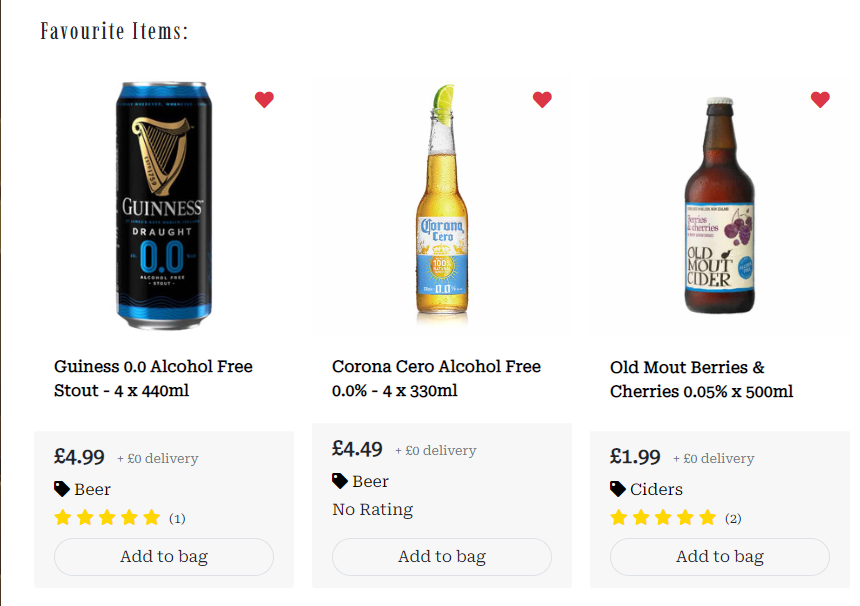 Favourite Items:
GUINNESS
DRAUGHT
0.0
ALCOHOL FREE
- STOUT -
Corona
Cero
100%
0.0%
Berries
& cherries
OLD
MOUT
CIDER
Guiness 0.0 Alcohol Free
Stout - 4 x 440ml
Corona Cero Alcohol Free
0.0% - 4 x 330ml
Old Mout Berries &
Cherries 0.05% x 500ml
£4.99 + £0 delivery
Beer
(1)
Add to bag
£4.49 + £0 delivery
Beer
No Rating
Add to bag
£1.99 + £0 delivery
Ciders
(2)
Add to bag